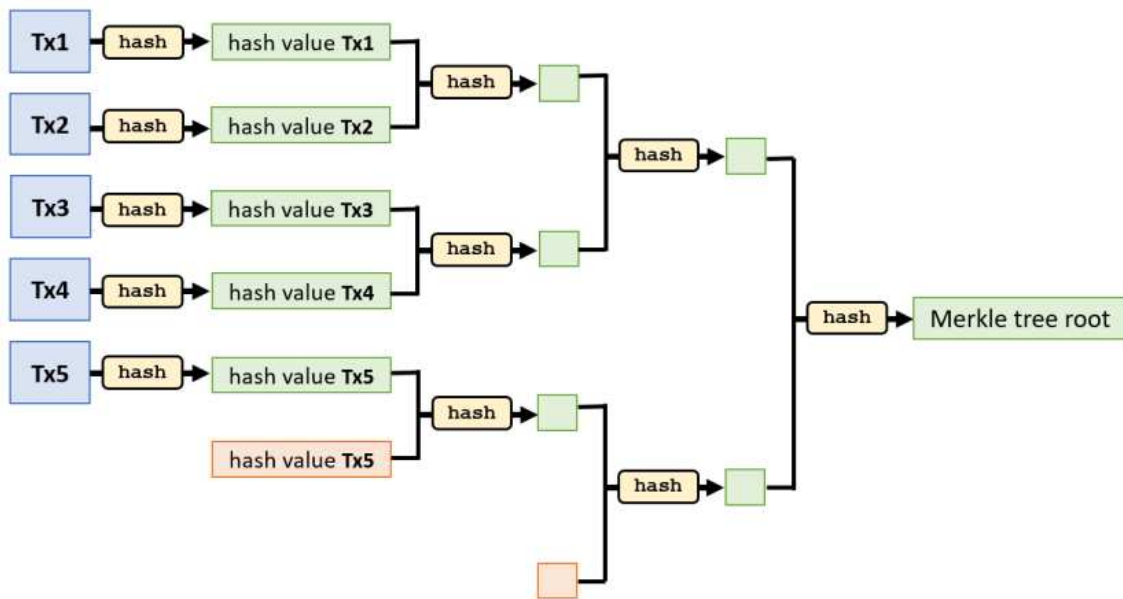 Tx1 hash hash value Tx1
hash
Tx2 hash hash value Tx2
hash
Tx3 hash hash value Tx3
hash
Tx4 hash hash value Tx4
hash Merkle tree root
Tx5 hash hash value Tx5
hash
hash value Tx5
hash